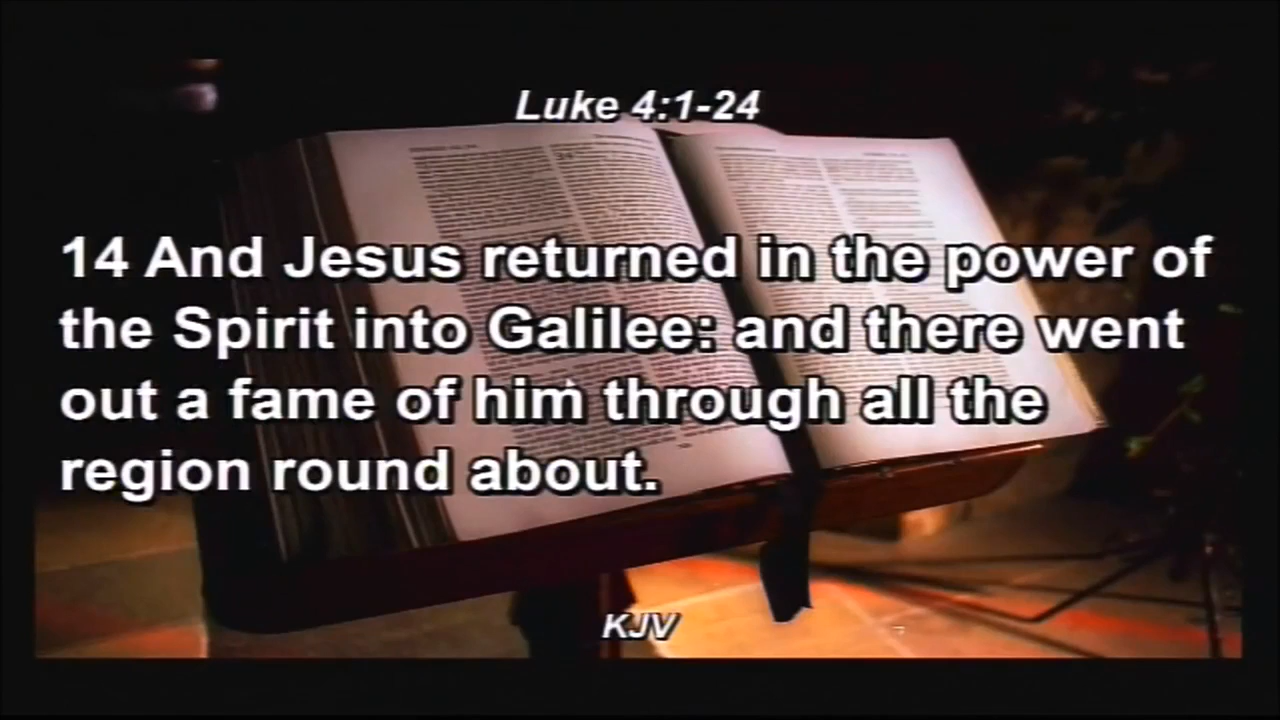 Luke 4:1-24
14 And Jesus returned in the power of
the Spirit into Galilee: and there went
out a fame of him through all the
region round about.
KJV